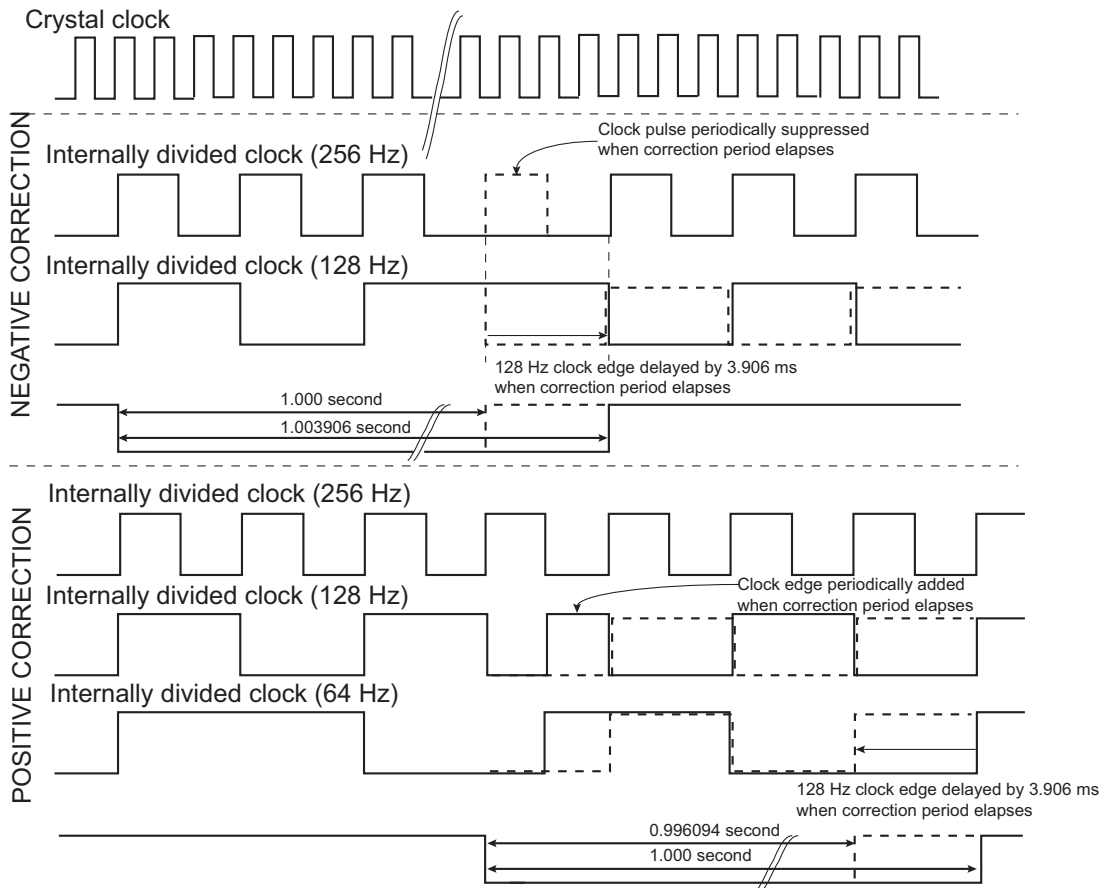 Crystal clock
NEGATIVE CORRECTION
Clock pulse periodically suppressed
when correction period elapses
Internally divided clock (256 Hz)
Internally divided clock (128 Hz)
128 Hz clock edge delayed by 3.906 ms
when correction period elapses
1.000 second
1.003906 second
POSITIVE CORRECTION
Internally divided clock (256 Hz)
Internally divided clock (128 Hz)
Clock edge periodically added
when correction period elapses
Internally divided clock (64 Hz)
128 Hz clock edge delayed by 3.906 ms
when correction period elapses
0.996094 second
1.000 second